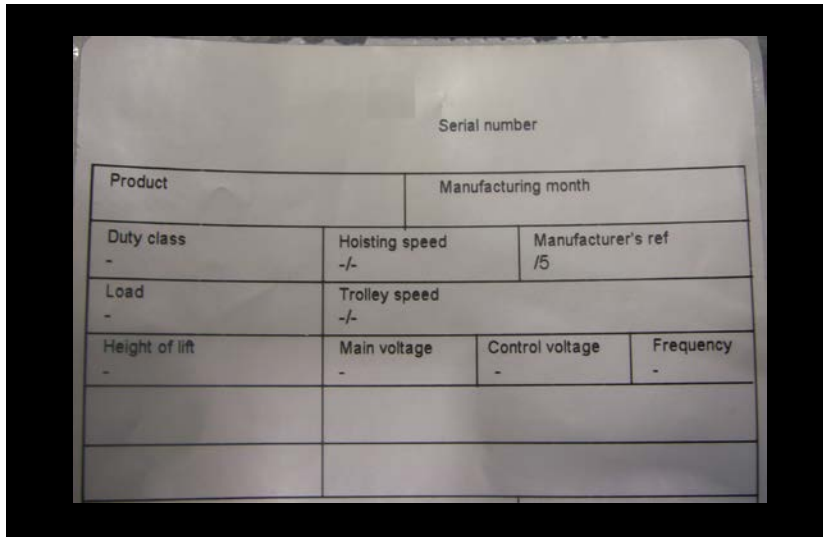 Serial number
Product Manufacturing month
Duty class Hoisting speed Manufacturer's ref
- -/- /5
Load Trolley speed
- -/-
Height of lift Main voltage Control voltage Frequency
- - - -